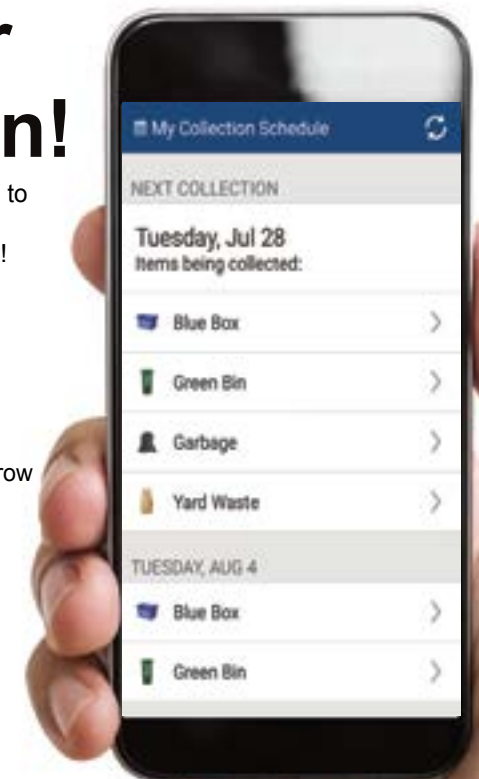 r
n!
to
!
row
My Collection Schedule
NEXT COLLECTION
Tuesday, Jul 28
Items being collected:
Blue Box
Green Bin
Garbage
Yard Waste
TUESDAY, AUG 4
Blue Box
Green Bin